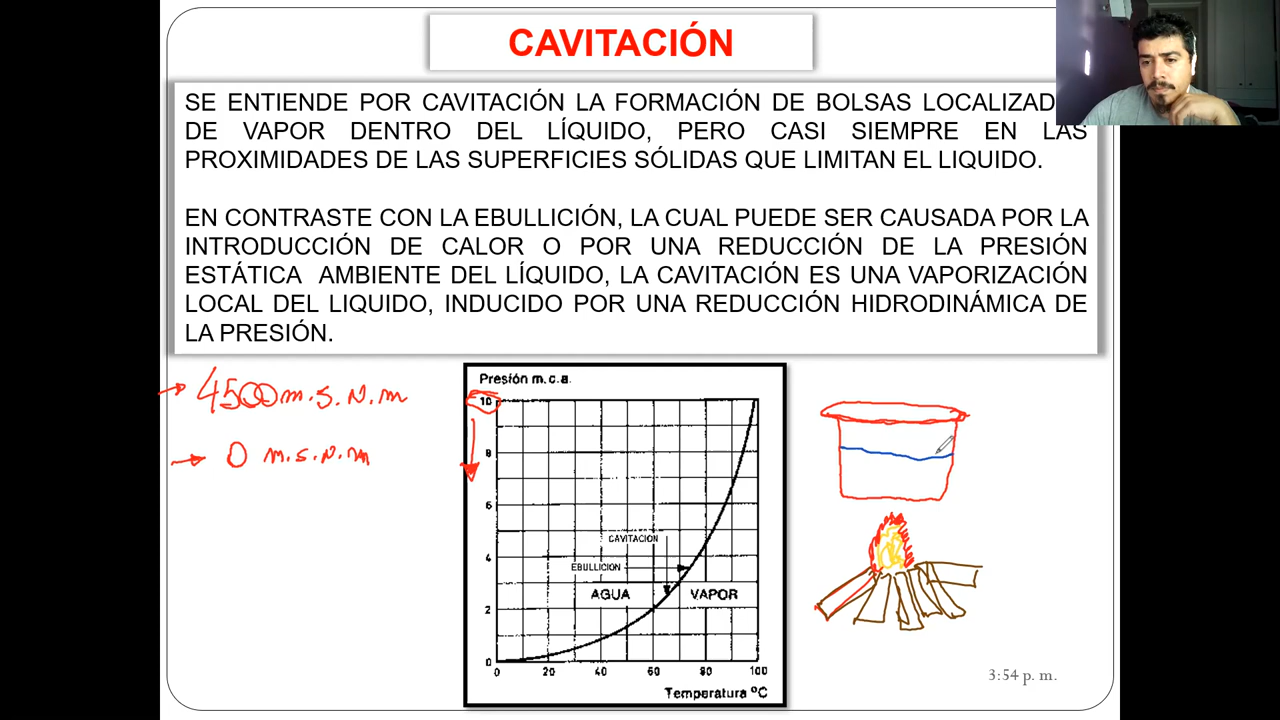 CAVITACIÓN
SE ENTIENDE POR CAVITACIÓN LA FORMACIÓN DE BOLSAS LOCALIZAD
DE VAPOR DENTRO DEL LÍQUIDO, PERO CASI SIEMPRE EN LAS
PROXIMIDADES DE LAS SUPERFICIES SÓLIDAS QUE LIMITAN EL LIQUIDO.
EN CONTRASTE CON LA EBULLICIÓN, LA CUAL PUEDE SER CAUSADA POR LA
INTRODUCCIÓN DE CALOR O POR UNA REDUCCIÓN DE LA PRESIÓN
ESTÁTICA AMBIENTE DEL LÍQUIDO, LA CAVITACIÓN ES UNA VAPORIZACIÓN
LOCAL DEL LIQUIDO, INDUCIDO POR UNA REDUCCIÓN HIDRODINÁMICA DE
LA PRESIÓN.
4500 m.s.N.m
0 m.s.N.m
Presión m.c.a.
10
8
6
4
2
0
CAVITACION
EBULLICION
AGUA VAPOR
0 20 40 60 80 100
Temperatura ºC
3:54 p. m.